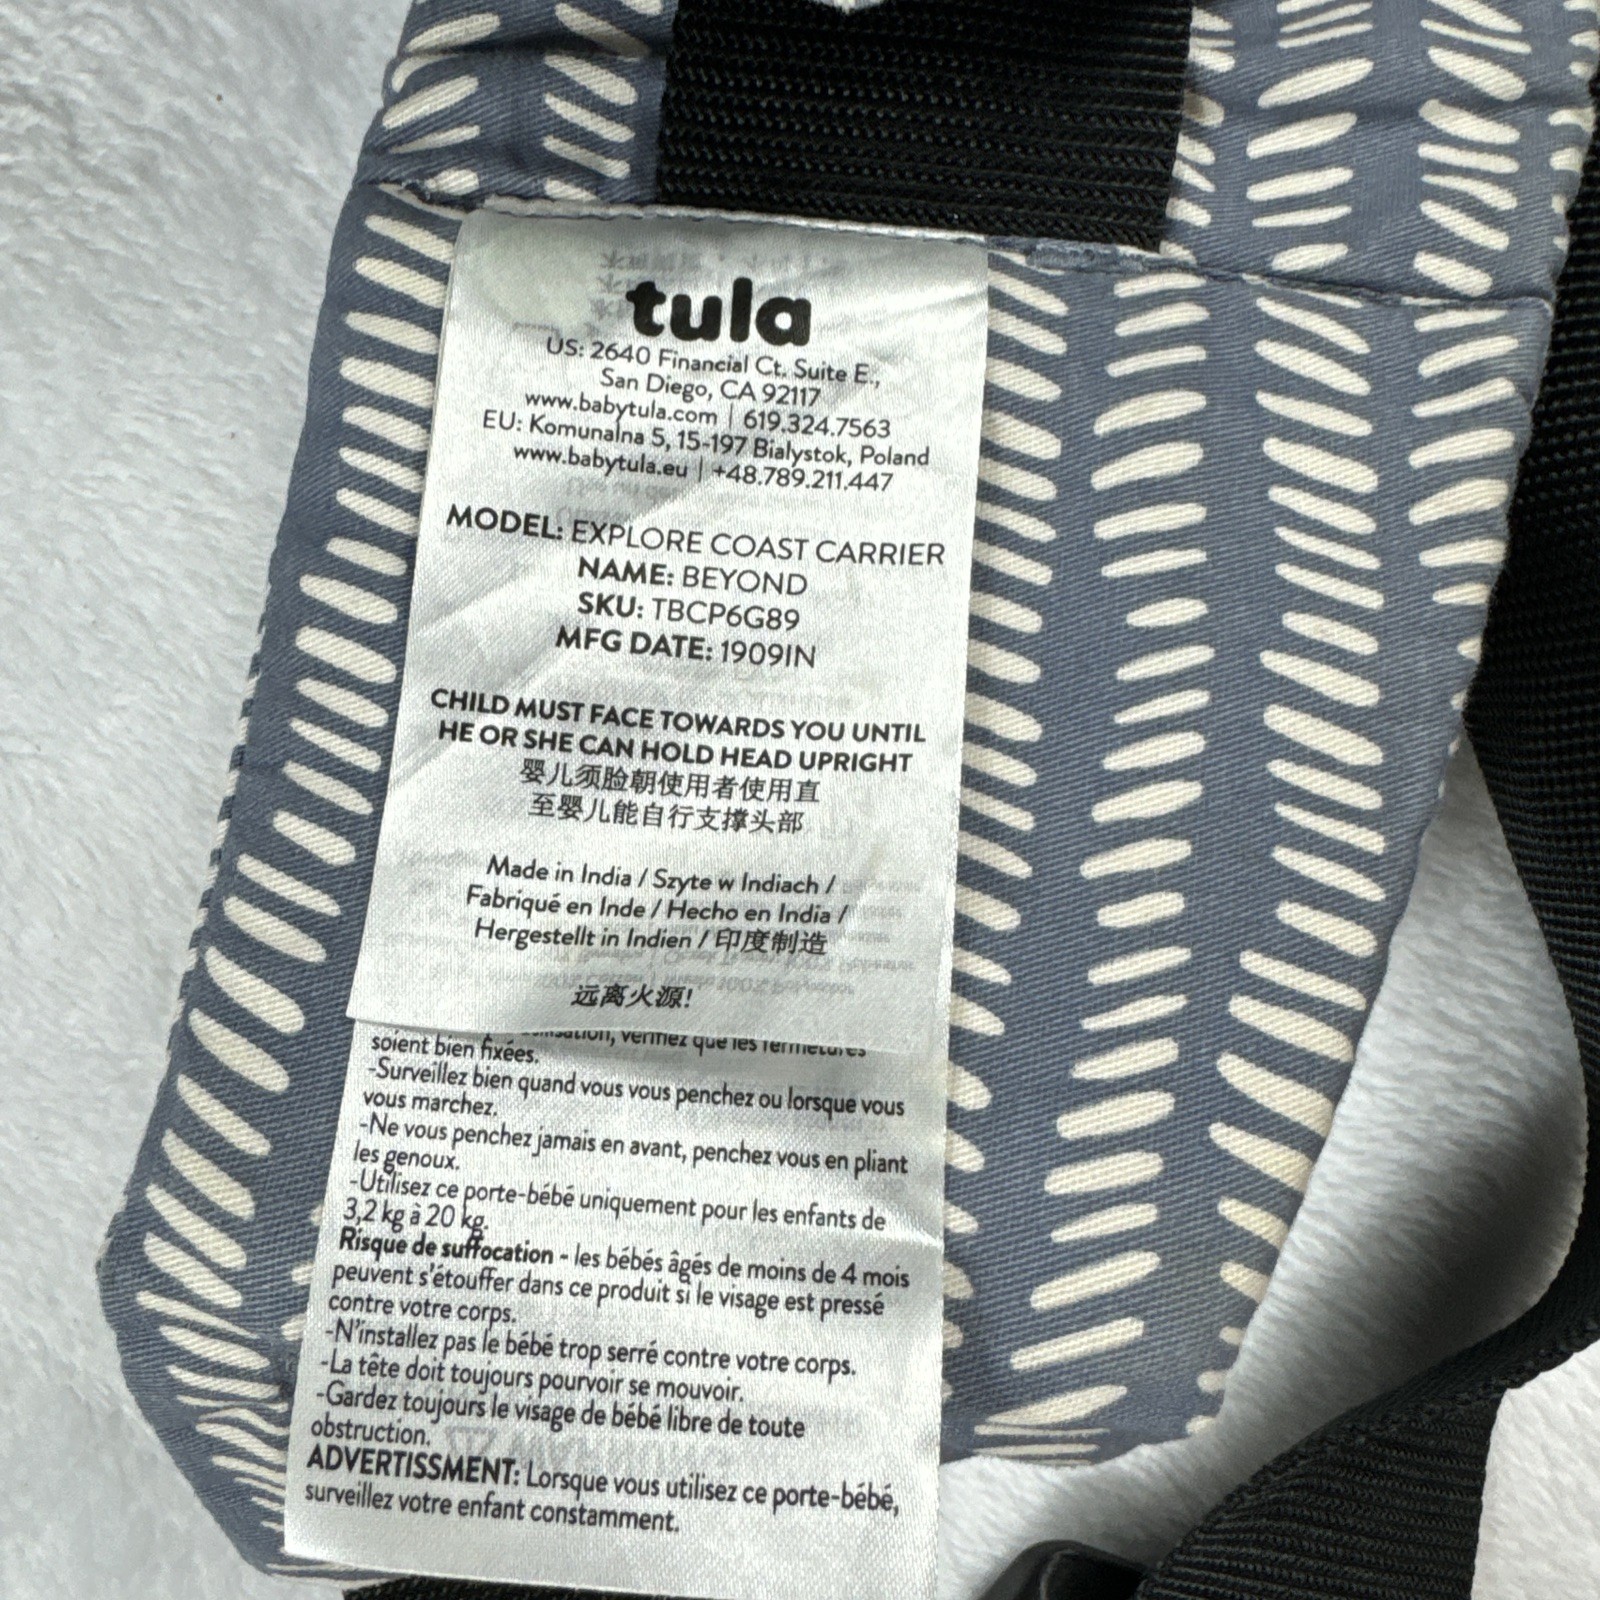 tula
US: 2640 Financial Ct. Suite E.,
San Diego, CA 92117
www.babytula.com | 619.324.7563
EU: Komunalna 5, 15-197 Bialystok, Poland
www.babytula.eu | +48.789.211.447
MODEL: EXPLORE COAST CARRIER
NAME: BEYOND
SKU: TBCP6G89
MFG DATE: 1909IN
CHILD MUST FACE TOWARDS YOU UNTIL
HE OR SHE CAN HOLD HEAD UPRIGHT
婴儿须脸朝使用者使用直
至婴儿能自行支撑头部
Made in India / Szyte w Indiach /
Fabriqué en Inde / Hecho en India /
Hergestellt in Indien / 印度制造
远离火源!
vérifiez que les fermetures
soient bien fixées.
-Surveillez bien quand vous vous penchez ou lorsque vous
vous marchez.
-Ne vous penchez jamais en avant, penchez vous en pliant
les genoux.
-Utilisez ce porte-bébé uniquement pour les enfants de
3,2 kg à 20 kg.
Risque de suffocation - les bébés âgés de moins de 4 mois
peuvent s'étouffer dans ce produit si le visage est pressé
contre votre corps.
-N'installez pas le bébé trop serré contre votre corps.
-La tête doit toujours pourvoir se mouvoir.
-Gardez toujours le visage de bébé libre de toute
obstruction.
ADVERTISSMENT: Lorsque vous utilisez ce porte-bébé,
surveillez votre enfant constamment.